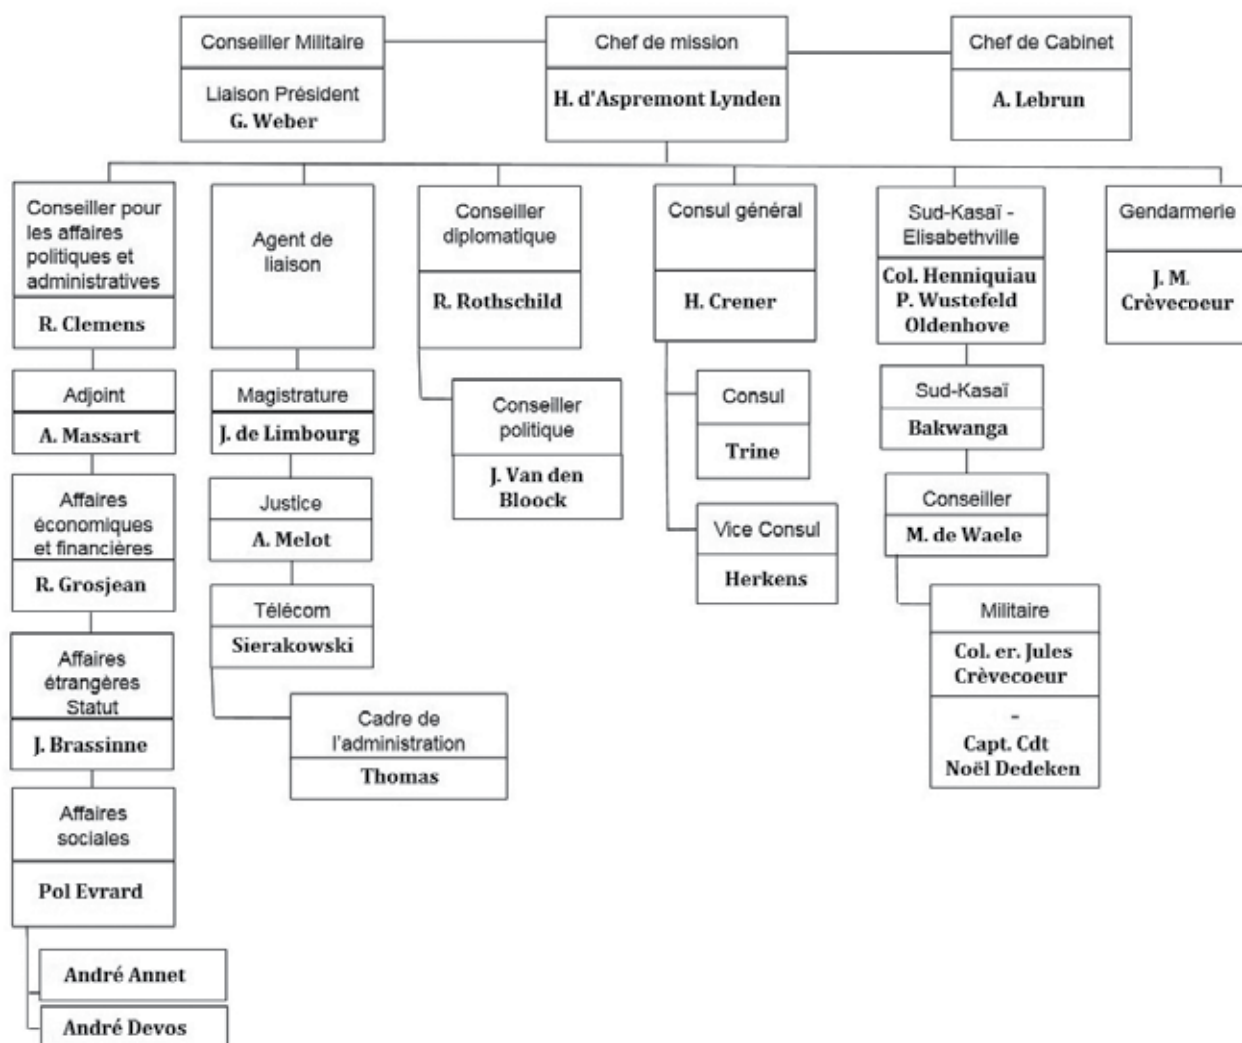 Conseiller Militaire
Liaison Président
G. Weber
Chef de mission
H. d'Aspremont Lynden
Chef de Cabinet
A. Lebrun
Conseiller pour
les affaires
politiques et
administratives
R. Clemens
Adjoint
A. Massart
Affaires
économiques
et financières
R. Grosjean
Affaires
étrangères
Statut
J. Brassinne
Affaires
sociales
Pol Evrard
André Annet
André Devos
Agent de
liaison
Magistrature
J. de Limbourg
Justice
A. Melot
Télécom
Sierakowski
Cadre de
l'administration
Thomas
Conseiller
diplomatique
R. Rothschild
Conseiller
politique
J. Van den
Bloock
Consul général
H. Crener
Consul
Trine
Vice Consul
Herkens
Sud-Kasaï -
Elisabethville
Col. Henniquiau
P. Wustefeld
Oldenhove
Sud-Kasaï
Bakwanga
Conseiller
M. de Waele
Militaire
Col. er. Jules
Crèvecoeur
-
Capt. Cdt
Noël Dedeken
Gendarmerie
J. M.
Crèvecoeur